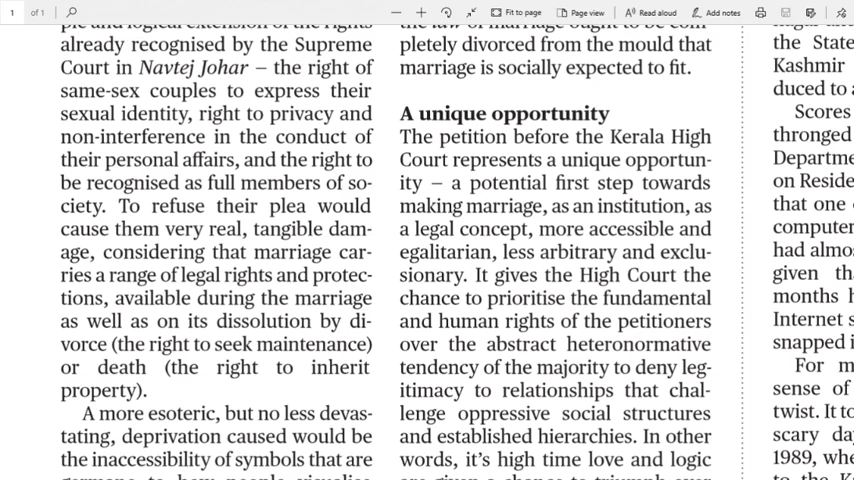 1 of 1 Fit to page Page view Read aloud Add notes
already recognised by the Supreme
Court in Navtej Johar – the right of
same-sex couples to express their
sexual identity, right to privacy and
non-interference in the conduct of
their personal affairs, and the right to
be recognised as full members of so-
ciety. To refuse their plea would
cause them very real, tangible dam-
age, considering that marriage car-
ries a range of legal rights and protec-
tions, available during the marriage
as well as on its dissolution by di-
vorce (the right to seek maintenance)
or death (the right to inherit
property).
A more esoteric, but no less devas-
tating, deprivation caused would be
the inaccessibility of symbols that are
pletely divorced from the mould that
marriage is socially expected to fit.
A unique opportunity
The petition before the Kerala High
Court represents a unique opportun-
ity – a potential first step towards
making marriage, as an institution, as
a legal concept, more accessible and
egalitarian, less arbitrary and exclu-
sionary. It gives the High Court the
chance to prioritise the fundamental
and human rights of the petitioners
over the abstract heteronormative
tendency of the majority to deny leg-
itimacy to relationships that chal-
lenge oppressive social structures
and established hierarchies. In other
words, it's high time love and logic
the State
Kashmir
duced to a
Scores
thronged
Departme
on Reside
that one
computer
had almos
given tha
months h
Internet s
snapped i
For m
sense of
twist. It to
scary day
1989, whe
to the Ka